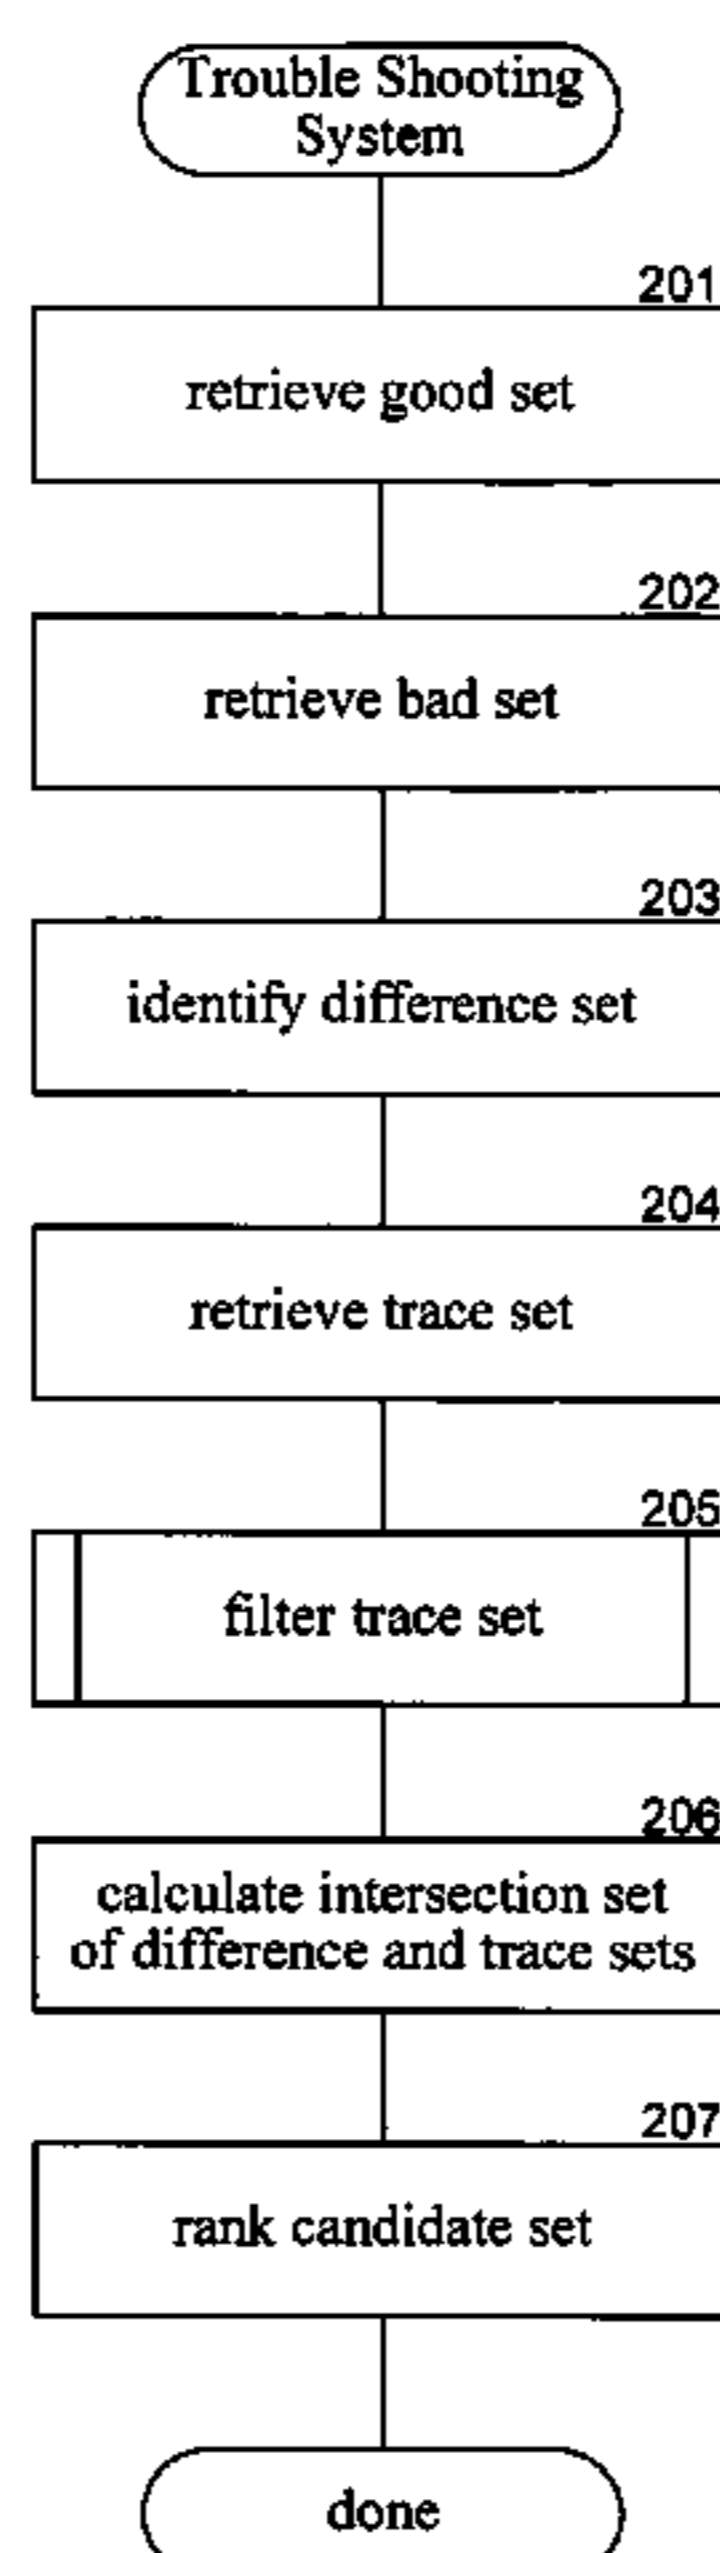 Trouble Shooting
System
201
retrieve good set
202
retrieve bad set
203
identify difference set
204
retrieve trace set
205
filter trace set
206
calculate intersection set
of difference and trace sets
207
rank candidate set
done